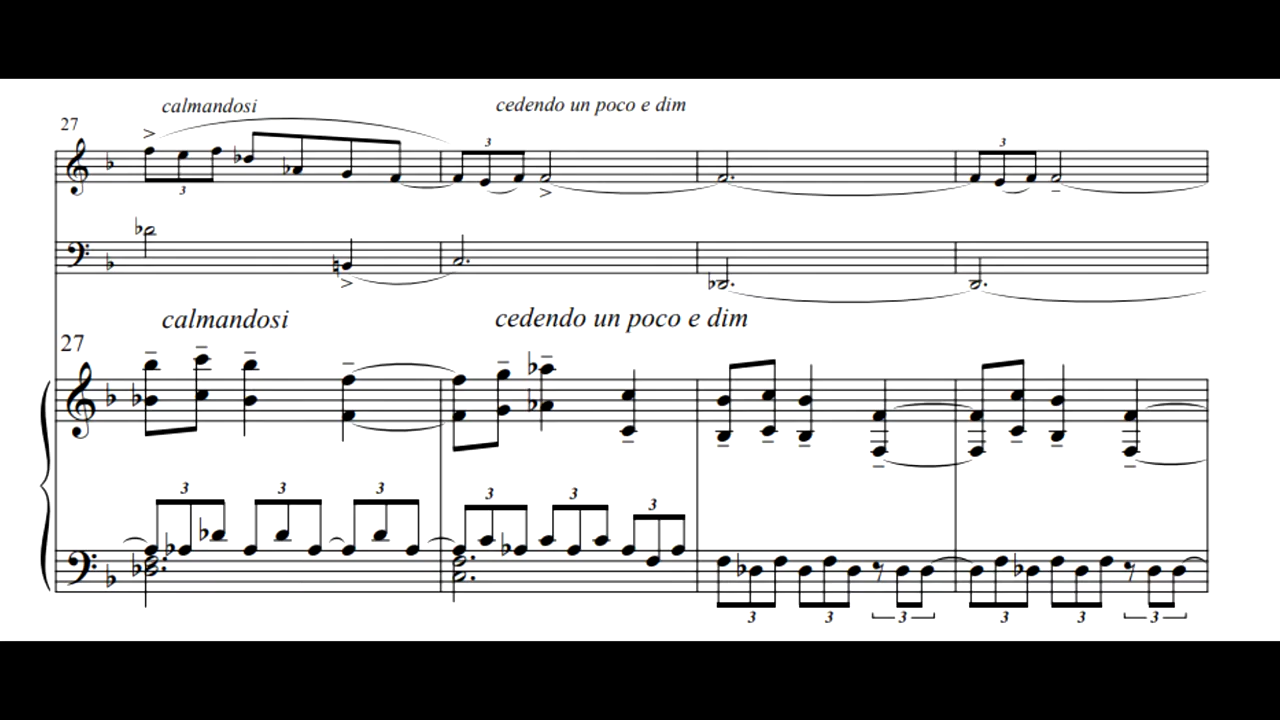 calmandosi cedendo un poco e dim
27
>
3 3 3
> –
>
calmandosi cedendo un poco e dim
27
3 3 3 3 3 3
3 3 3 3 3 3